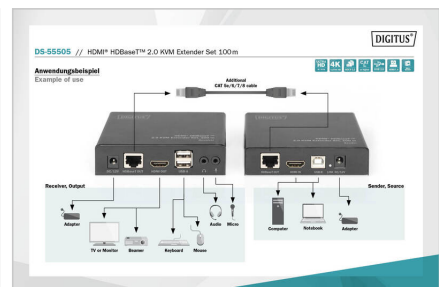 DIGITUS®
DS-55505 // HDMI® HDBaseT™ 2.0 KVM Extender Set 100 m
Anwendungsbeispiel
Example of use
4K
Additional
CAT 5e/6/7/8 cable
DIGITUS
Receiver, Output
Sender, Source
Adapter
TV or Monitor
Beamer
Keyboard
Mouse
Audio
Micro
Computer
Notebook
Adapter